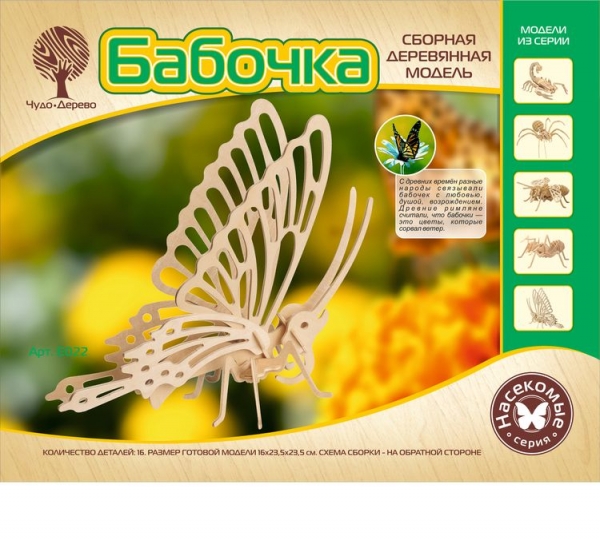 Чудо•Дерево
Бабочка
СБОРНАЯ
ДЕРЕВЯННАЯ
МОДЕЛЬ
МОДЕЛИ
ИЗ СЕРИИ
С древних времён разные
народы связывали
бабочек с любовью,
душой, возрождением.
Древние римляне
считали, что бабочки —
это цветы, которые
сорвал ветер.
Арт.
Насекомые
• серия •
КОЛИЧЕСТВО ДЕТАЛЕЙ: 16. РАЗМЕР ГОТОВОЙ МОДЕЛИ 16x23,5x23,5 см. СХЕМА СБОРКИ - НА ОБРАТНОЙ СТОРОНЕ